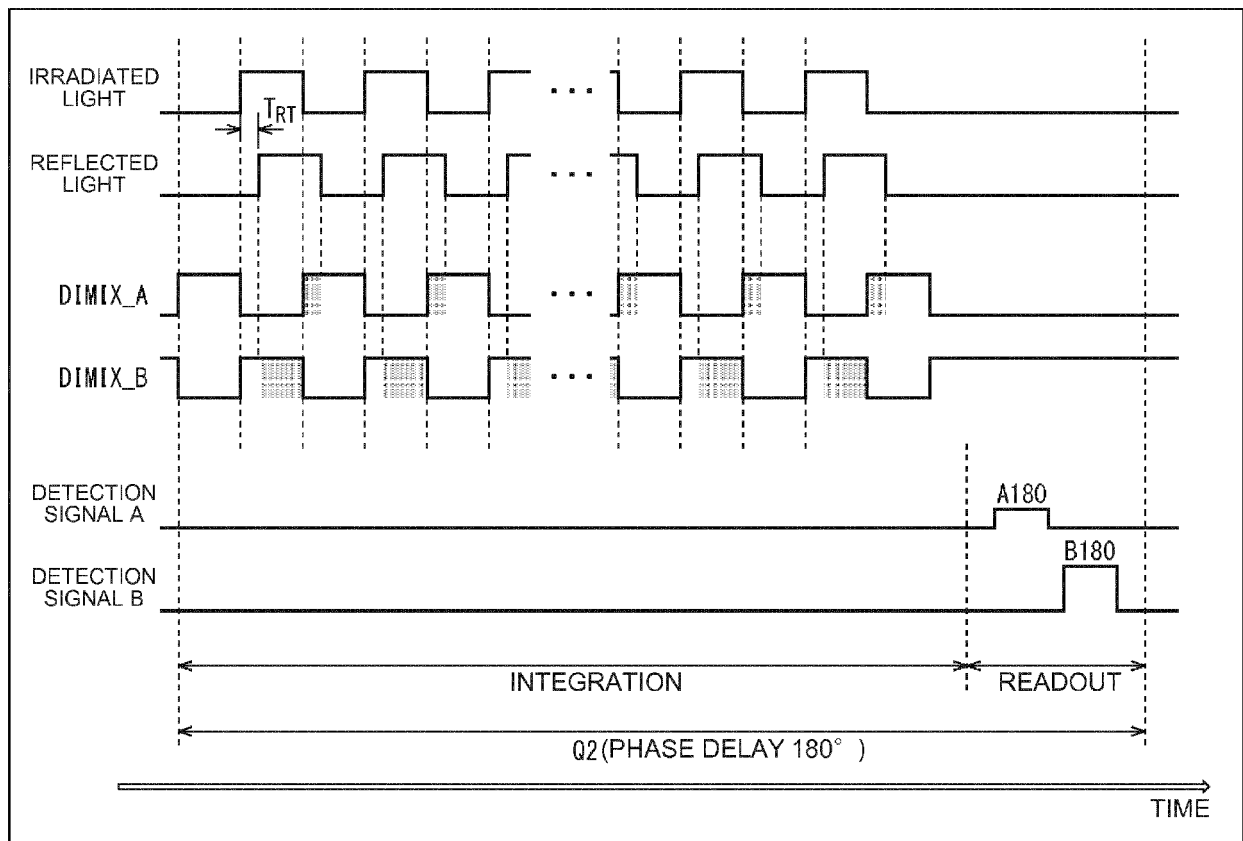 IRRADIATED
LIGHT
TRT
REFLECTED
LIGHT
DIMIX_A
DIMIX_B
DETECTION
SIGNAL A
A180
DETECTION
SIGNAL B
B180
INTEGRATION
READOUT
Q2(PHASE DELAY 180° )
TIME